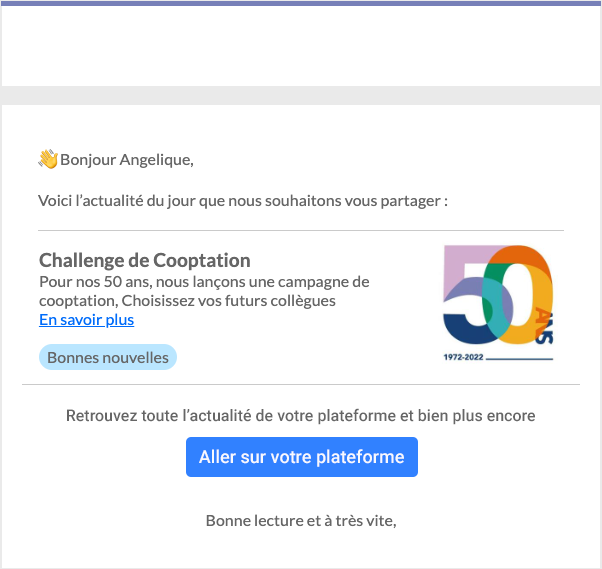 👋Bonjour Angelique,
Voici l’actualité du jour que nous souhaitons vous partager :
Challenge de Cooptation
Pour nos 50 ans, nous lançons une campagne de
cooptation, Choisissez vos futurs collègues
En savoir plus
Bonnes nouvelles
50
ANS
1972-2022
Retrouvez toute l’actualité de votre plateforme et bien plus encore
Aller sur votre plateforme
Bonne lecture et à très vite,